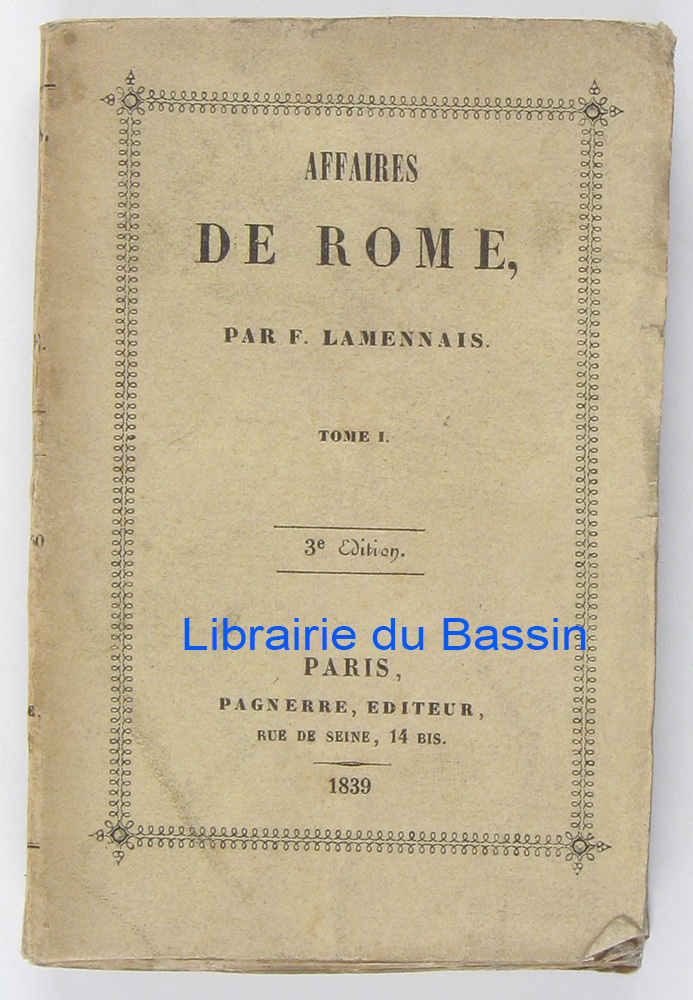 AFFAIRES
DE ROME,
PAR F. LAMENNAIS.
TOME I.
3e Edition.
Librairie du Bassin
PARIS,
PAGNERRE, EDITEUR,
RUE DE SEINE, 14 BIS.
1839